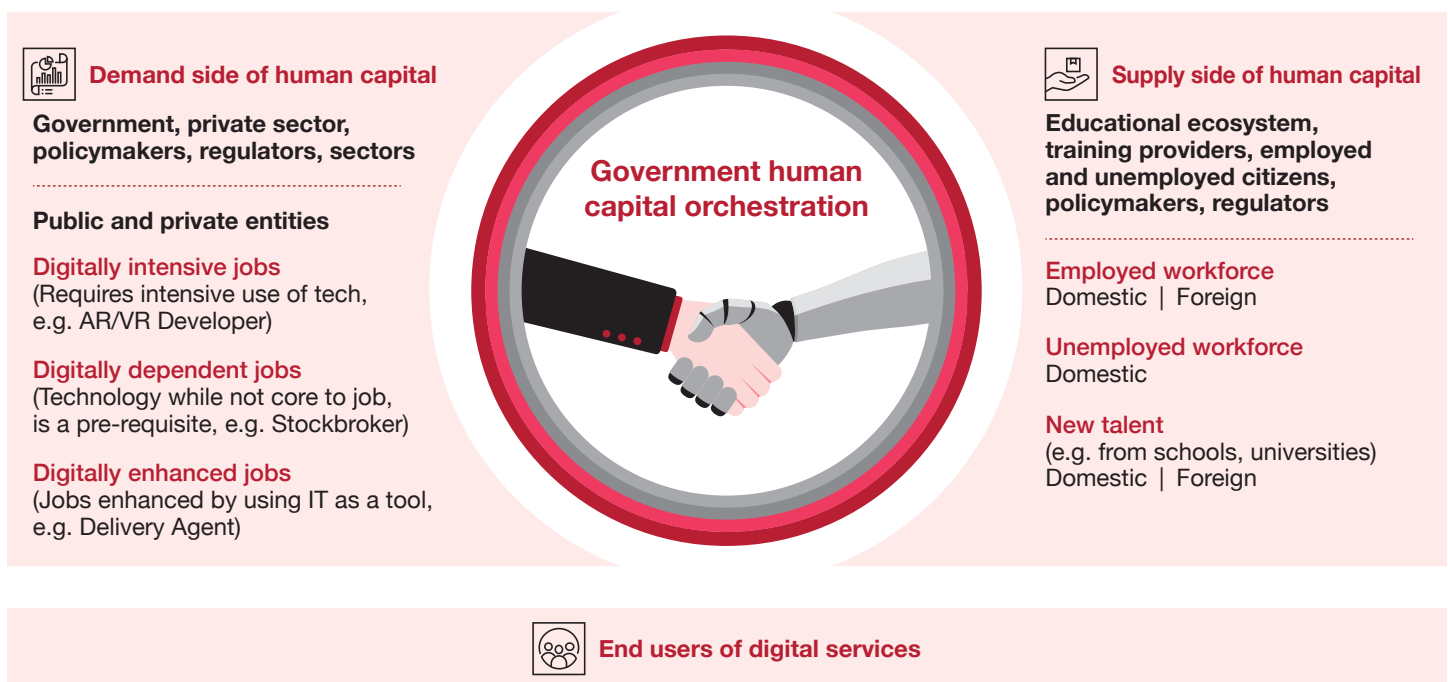 Demand side of human capital
Government, private sector,
policymakers, regulators, sectors
Public and private entities
Digitally intensive jobs
(Requires intensive use of tech,
e.g. AR/VR Developer)
Digitally dependent jobs
(Technology while not core to job,
is a pre-requisite, e.g. Stockbroker)
Digitally enhanced jobs
(Jobs enhanced by using IT as a tool,
e.g. Delivery Agent)
Government human
capital orchestration
Supply side of human capital
Educational ecosystem,
training providers, employed
and unemployed citizens,
policymakers, regulators
Employed workforce
Domestic | Foreign
Unemployed workforce
Domestic
New talent
(e.g. from schools, universities)
Domestic | Foreign
End users of digital services